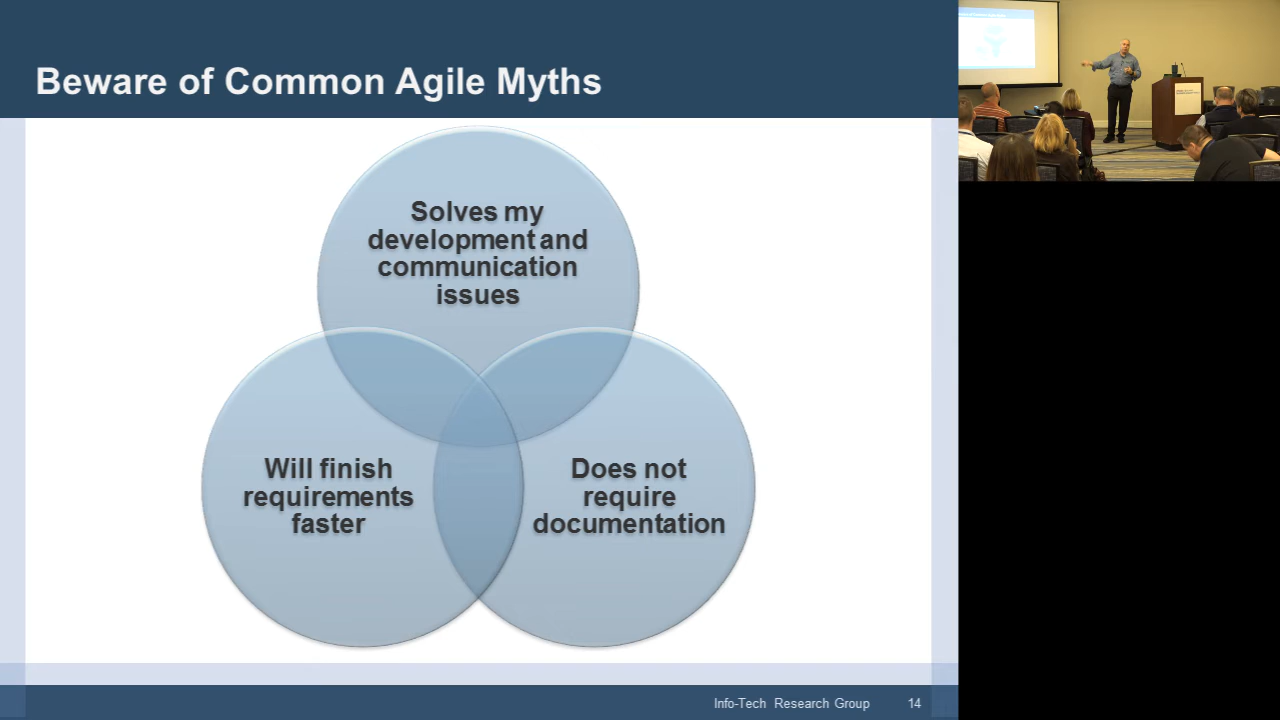 Beware of Common Agile Myths
Solves my
development and
communication
issues
Will finish
requirements
faster
Does not
require
documentation
Info-Tech Research Group 14